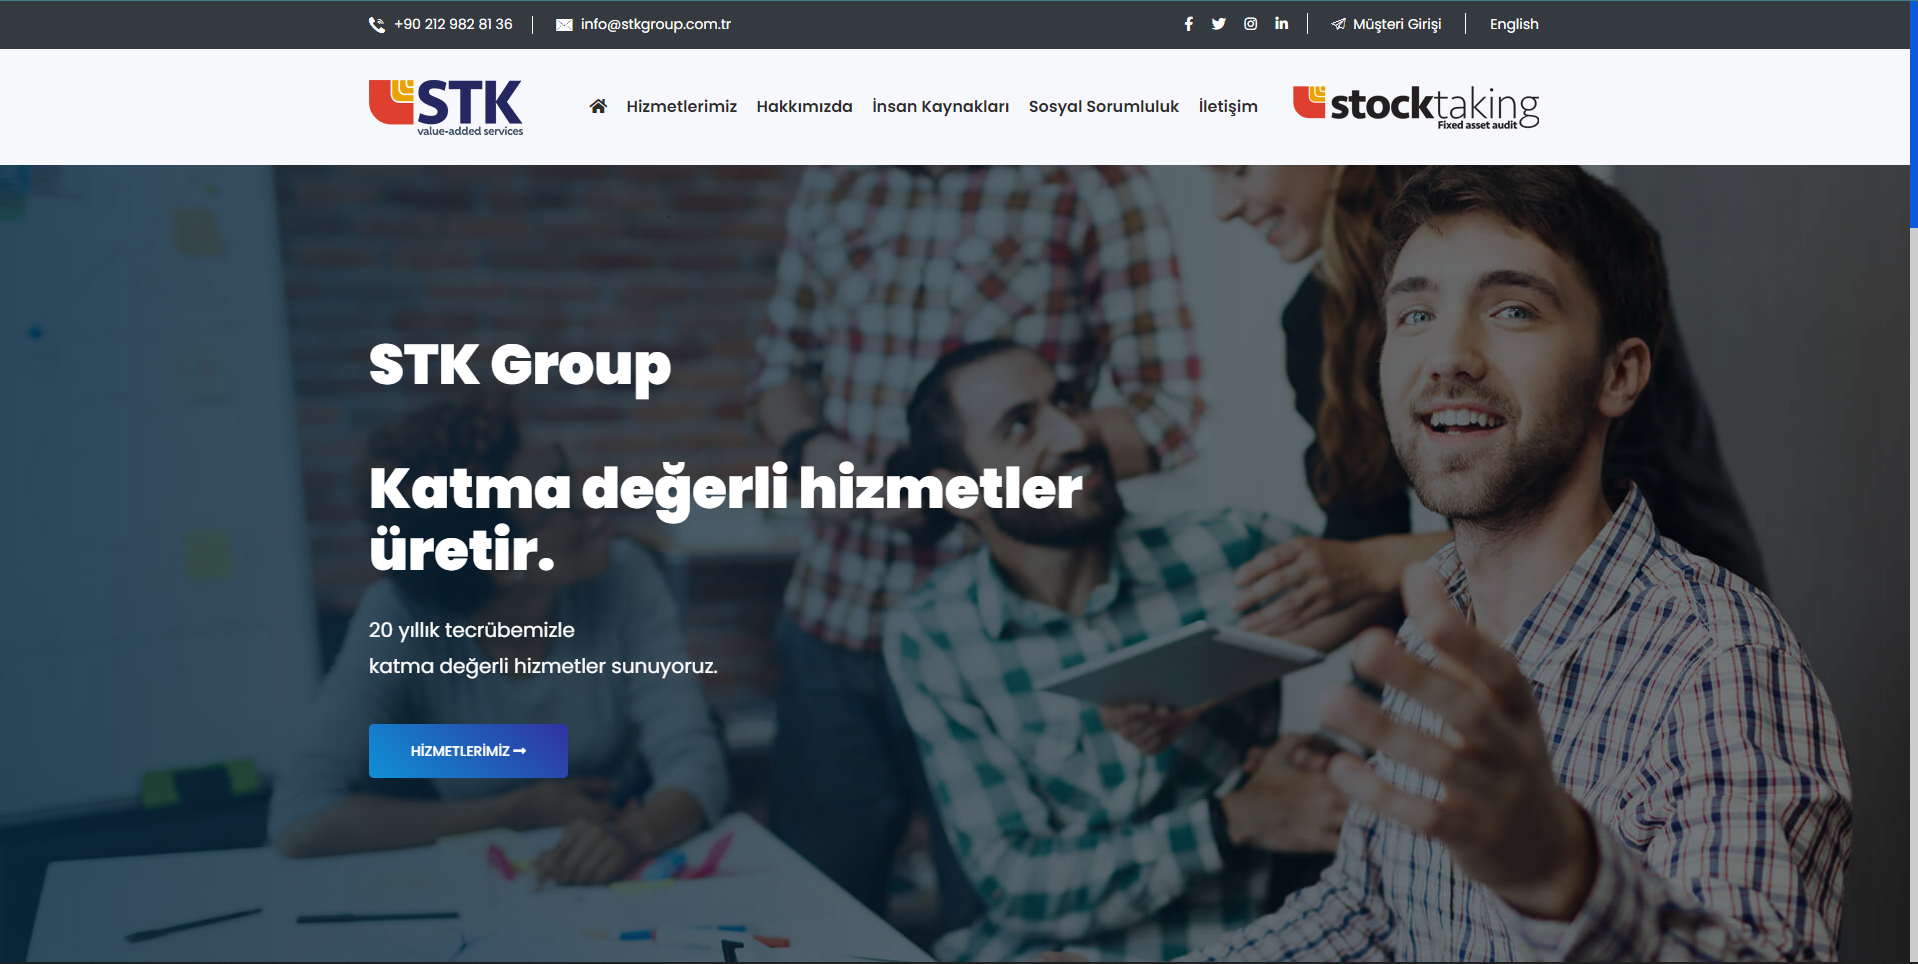 +90 212 982 81 36
info@stkgroup.com.tr
Müşteri Girişi
English
STK
value-added services
Hizmetlerimiz
Hakkımızda
İnsan Kaynakları
Sosyal Sorumluluk
İletişim
stocktaking
Fixed asset audit
STK Group
Katma değerli hizmetler
üretir.
20 yıllık tecrübemizle
katma değerli hizmetler sunuyoruz.
HİZMETLERİMİZ